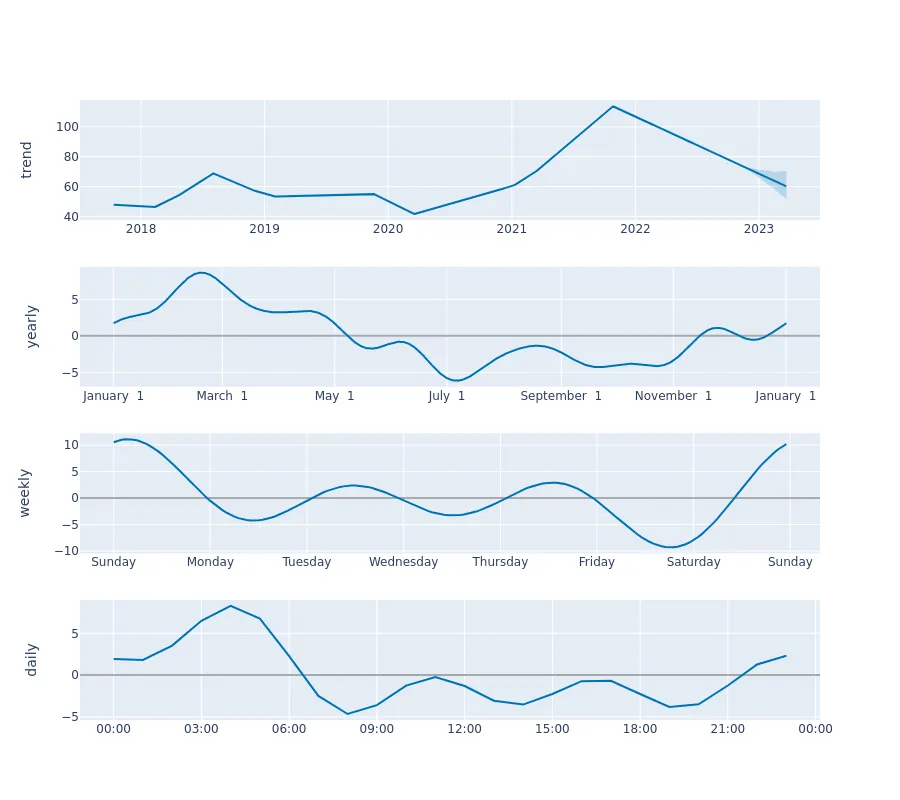 trend
100
80
60
40
2018 2019 2020 2021 2022 2023
yearly
5
0
−5
January 1 March 1 May 1 July 1 September 1 November 1 January 1
weekly
10
5
0
−5
−10
Sunday Monday Tuesday Wednesday Thursday Friday Saturday Sunday
daily
5
0
−5
00:00 03:00 06:00 09:00 12:00 15:00 18:00 21:00 00:00